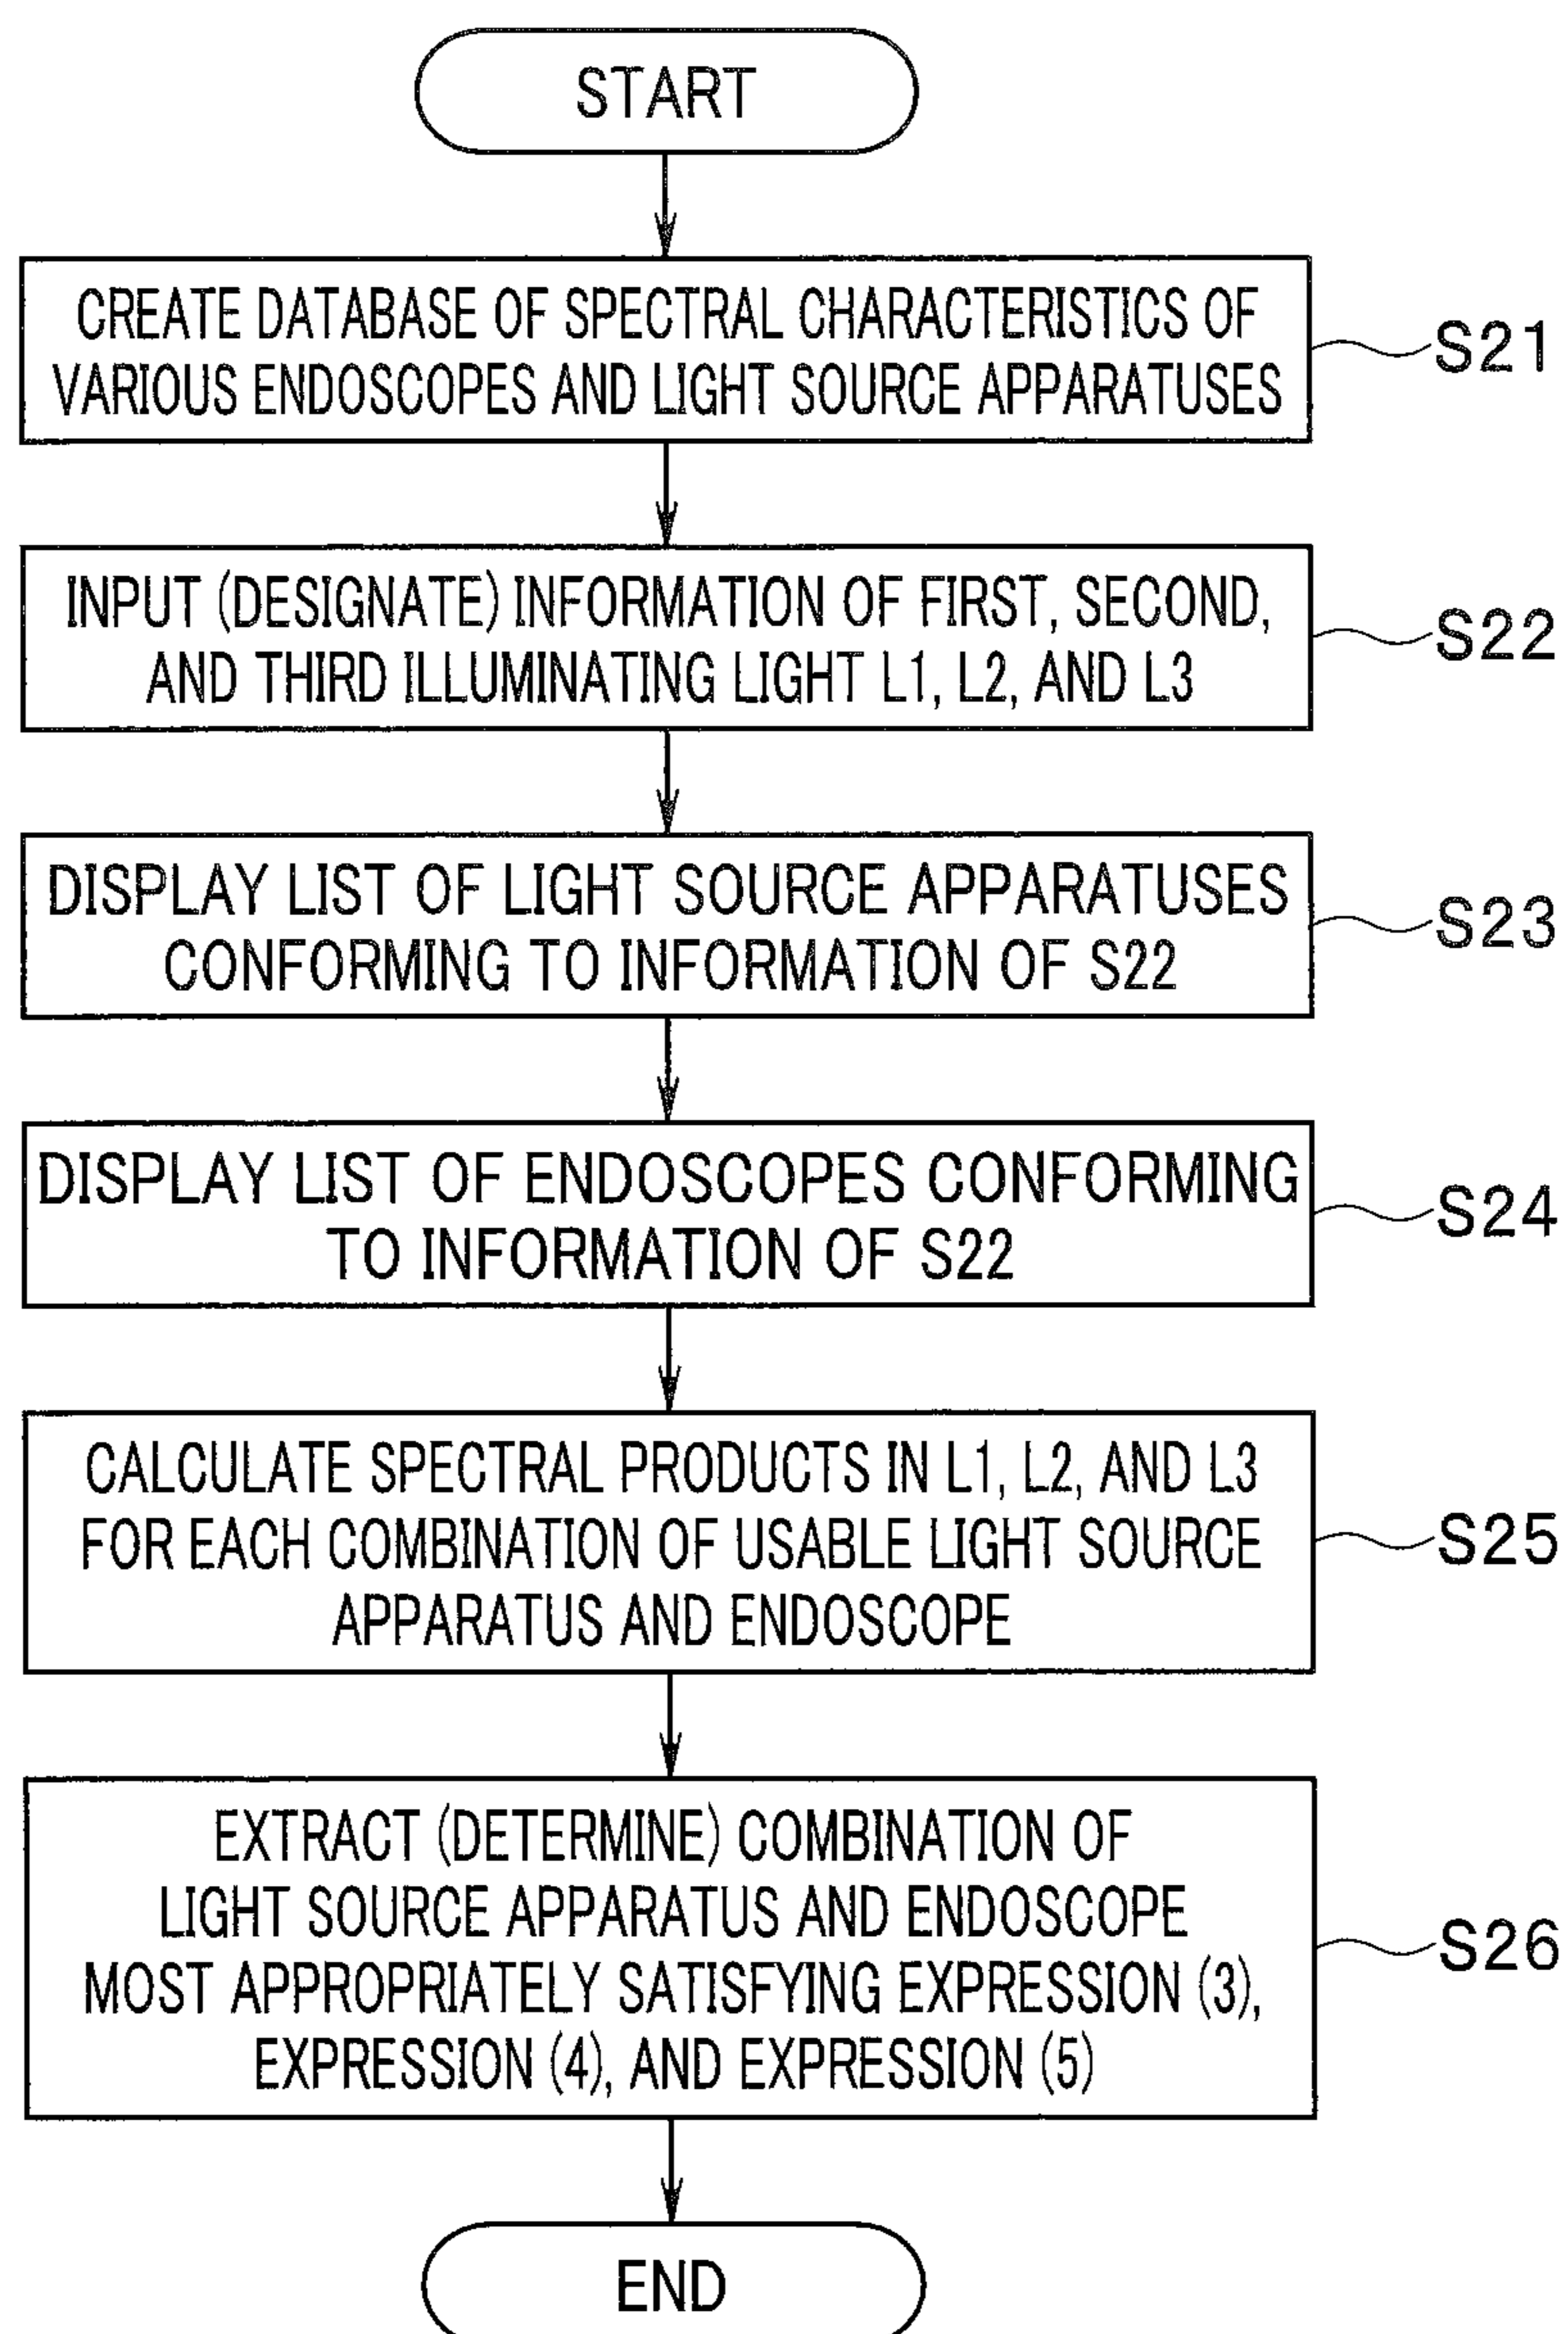 START
CREATE DATABASE OF SPECTRAL CHARACTERISTICS OF
VARIOUS ENDOSCOPES AND LIGHT SOURCE APPARATUSES
S21
INPUT (DESIGNATE) INFORMATION OF FIRST, SECOND,
AND THIRD ILLUMINATING LIGHT L1, L2, AND L3
S22
DISPLAY LIST OF LIGHT SOURCE APPARATUSES
CONFORMING TO INFORMATION OF S22
S23
DISPLAY LIST OF ENDOSCOPES CONFORMING
TO INFORMATION OF S22
S24
CALCULATE SPECTRAL PRODUCTS IN L1, L2, AND L3
FOR EACH COMBINATION OF USABLE LIGHT SOURCE
APPARATUS AND ENDOSCOPE
S25
EXTRACT (DETERMINE) COMBINATION OF
LIGHT SOURCE APPARATUS AND ENDOSCOPE
MOST APPROPRIATELY SATISFYING EXPRESSION (3),
EXPRESSION (4), AND EXPRESSION (5)
S26
END